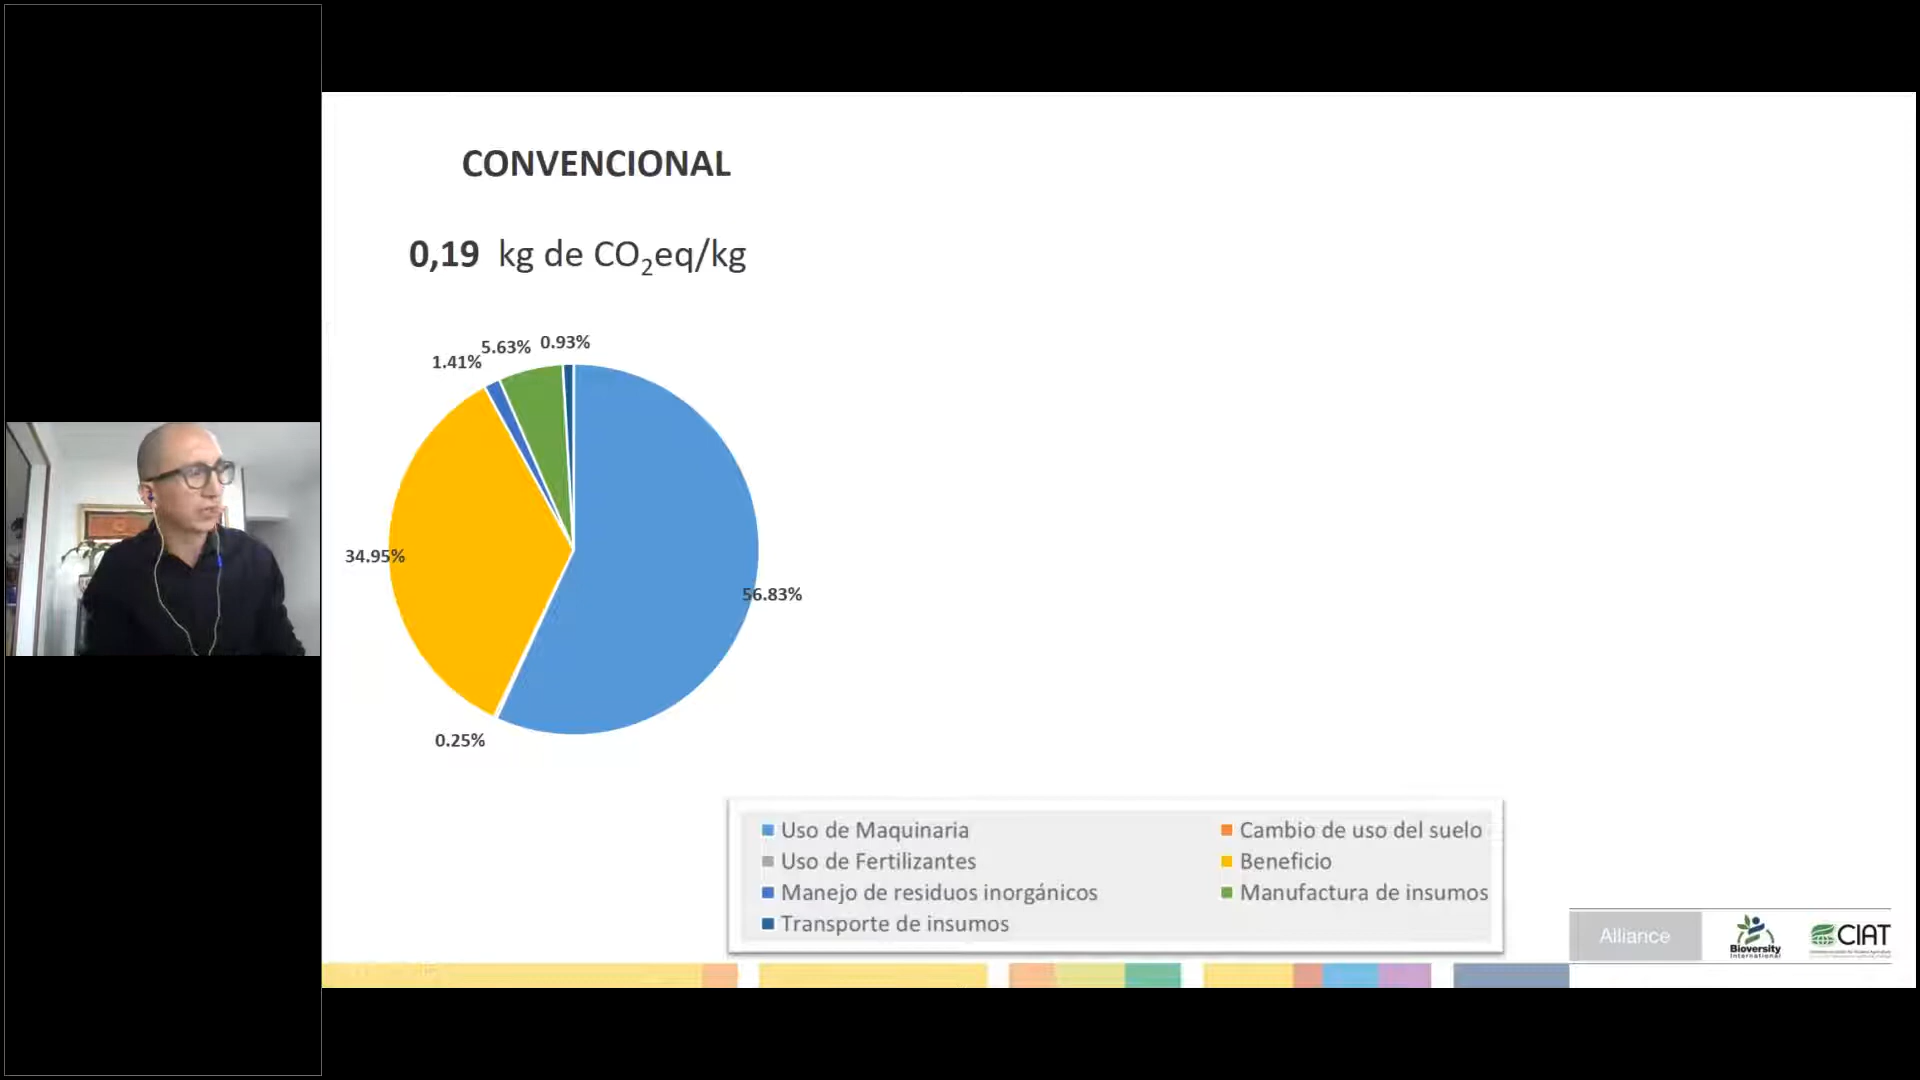 CONVENCIONAL
0,19 kg de CO₂eq/kg
1.41%
5.63%
0.93%
34.95%
56.83%
0.25%
Uso de Maquinaria
Cambio de uso del suelo
Uso de Fertilizantes
Beneficio
Manejo de residuos inorgánicos
Manufactura de insumos
Transporte de insumos
Alliance
Bioversity
International
CIAT